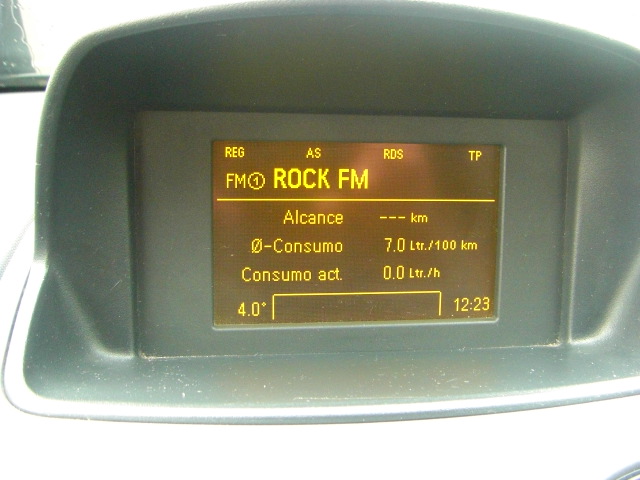 REG AS RDS TP
FM① ROCK FM
Alcance --- km
Ø-Consumo 7.0 Ltr./100 km
Consumo act. 0.0 Ltr./h
4.0° 12:23